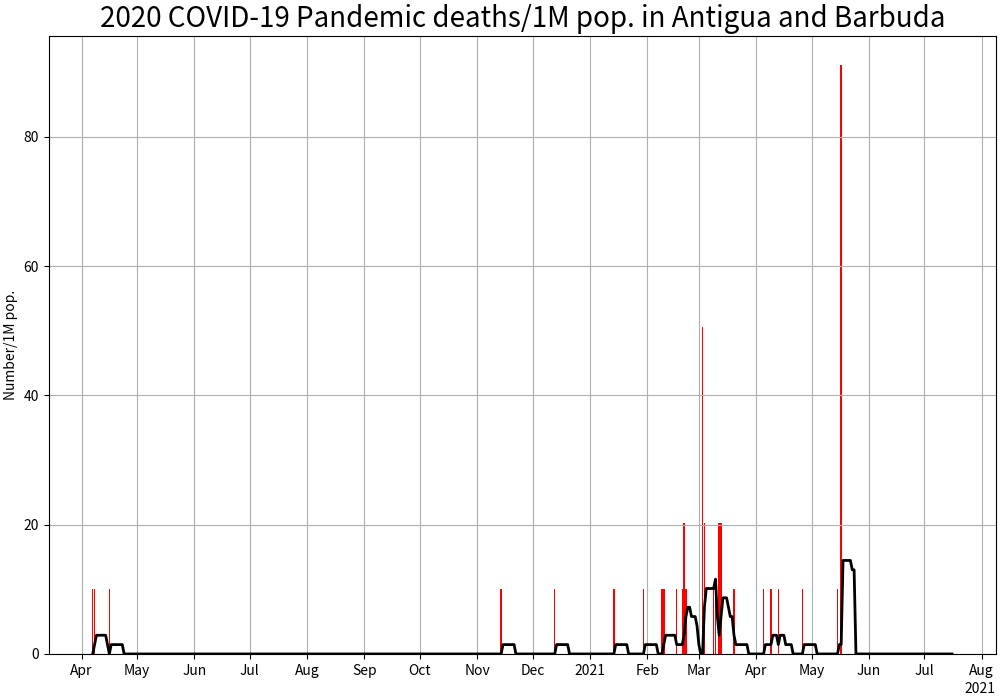 2020 COVID-19 Pandemic deaths/1M pop. in Antigua and Barbuda
Number/1M pop.
80
60
40
20
0
Apr May Jun Jul Aug Sep Oct Nov Dec 2021 Feb Mar Apr May Jun Jul Aug
2021